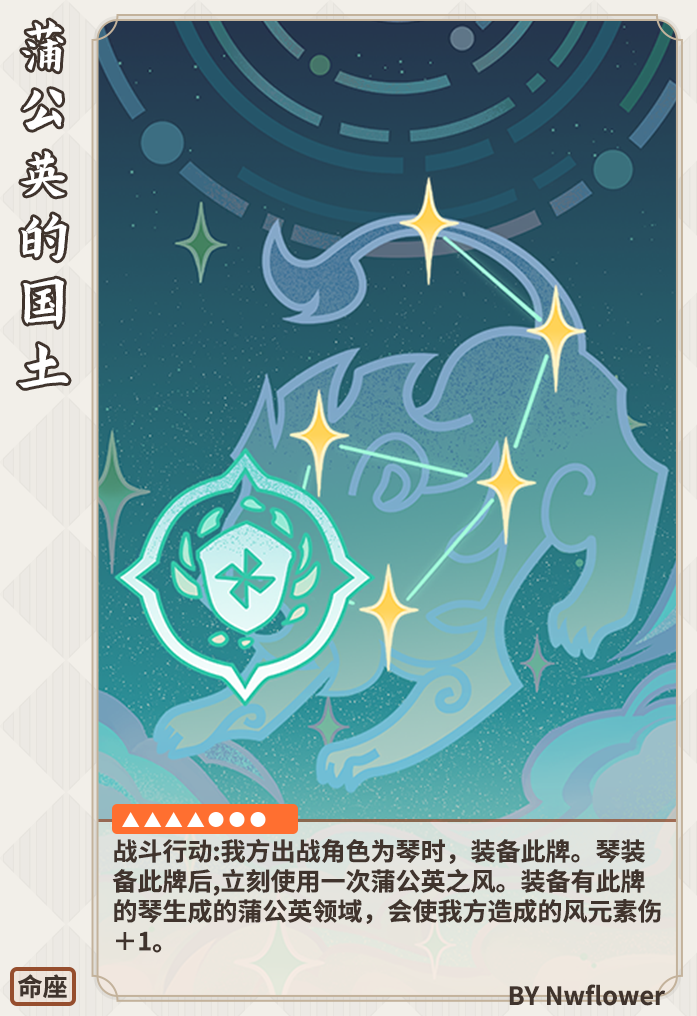 蒲公英的国土
战斗行动:我方出战角色为琴时，装备此牌。琴装
备此牌后,立刻使用一次蒲公英之风。装备有此牌
的琴生成的蒲公英领域，会使我方造成的风元素伤
＋1。
命座
BY Nwflower